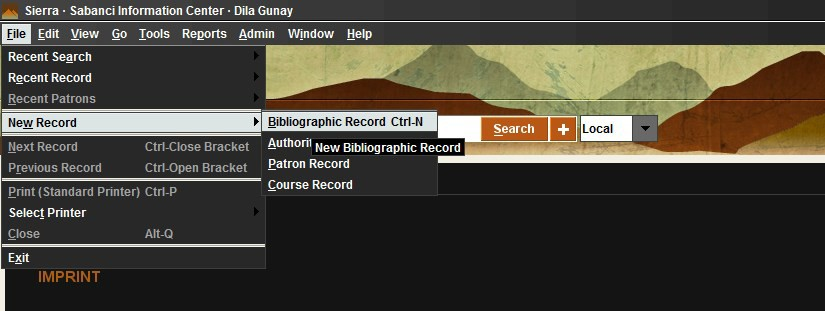 Sierra · Sabanci Information Center · Dila Gunay
File Edit View Go Tools Reports Admin Window Help
Recent Search
Recent Record
Recent Patrons
New Record
Bibliographic Record Ctrl-N
Search + Local
Next Record Ctrl-Close Bracket
New Bibliographic Record
Previous Record Ctrl-Open Bracket
Patron Record
Print (Standard Printer) Ctrl-P
Course Record
Select Printer
Close Alt-Q
Exit
IMPRINT